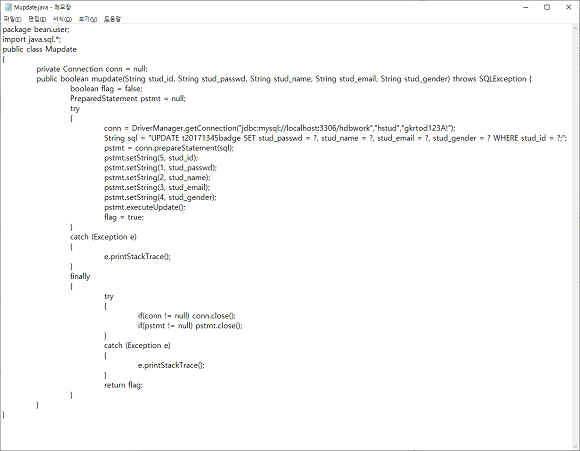 Mupdate.java - 메모장
파일(F) 편집(E) 서식(O) 보기(V) 도움말
package bean.user;
import java.sql.*;
public class Mupdate
{
private Connection conn = null;
public boolean mupdate(String stud_id, String stud_passwd, String stud_name, String stud_email, String stud_gender) throws SQLException {
boolean flag = false;
PreparedStatement pstmt = null;
try
{
conn = DriverManager.getConnection("jdbc:mysql://localhost:3306/hdbwork","hstud","gkrtod123A!");
String sql = "UPDATE t20171345badge SET stud_passwd = ?, stud_name = ?, stud_email = ?, stud_gender = ? WHERE stud_id = ?;";
pstmt = conn.prepareStatement(sql);
pstmt.setString(5, stud_id);
pstmt.setString(1, stud_passwd);
pstmt.setString(2, stud_name);
pstmt.setString(3, stud_email);
pstmt.setString(4, stud_gender);
pstmt.executeUpdate();
flag = true;
}
catch (Exception e)
{
e.printStackTrace();
}
finally
{
try
{
if(conn != null) conn.close();
if(pstmt != null) pstmt.close();
}
catch (Exception e)
{
e.printStackTrace();
}
return flag;
}
}
}